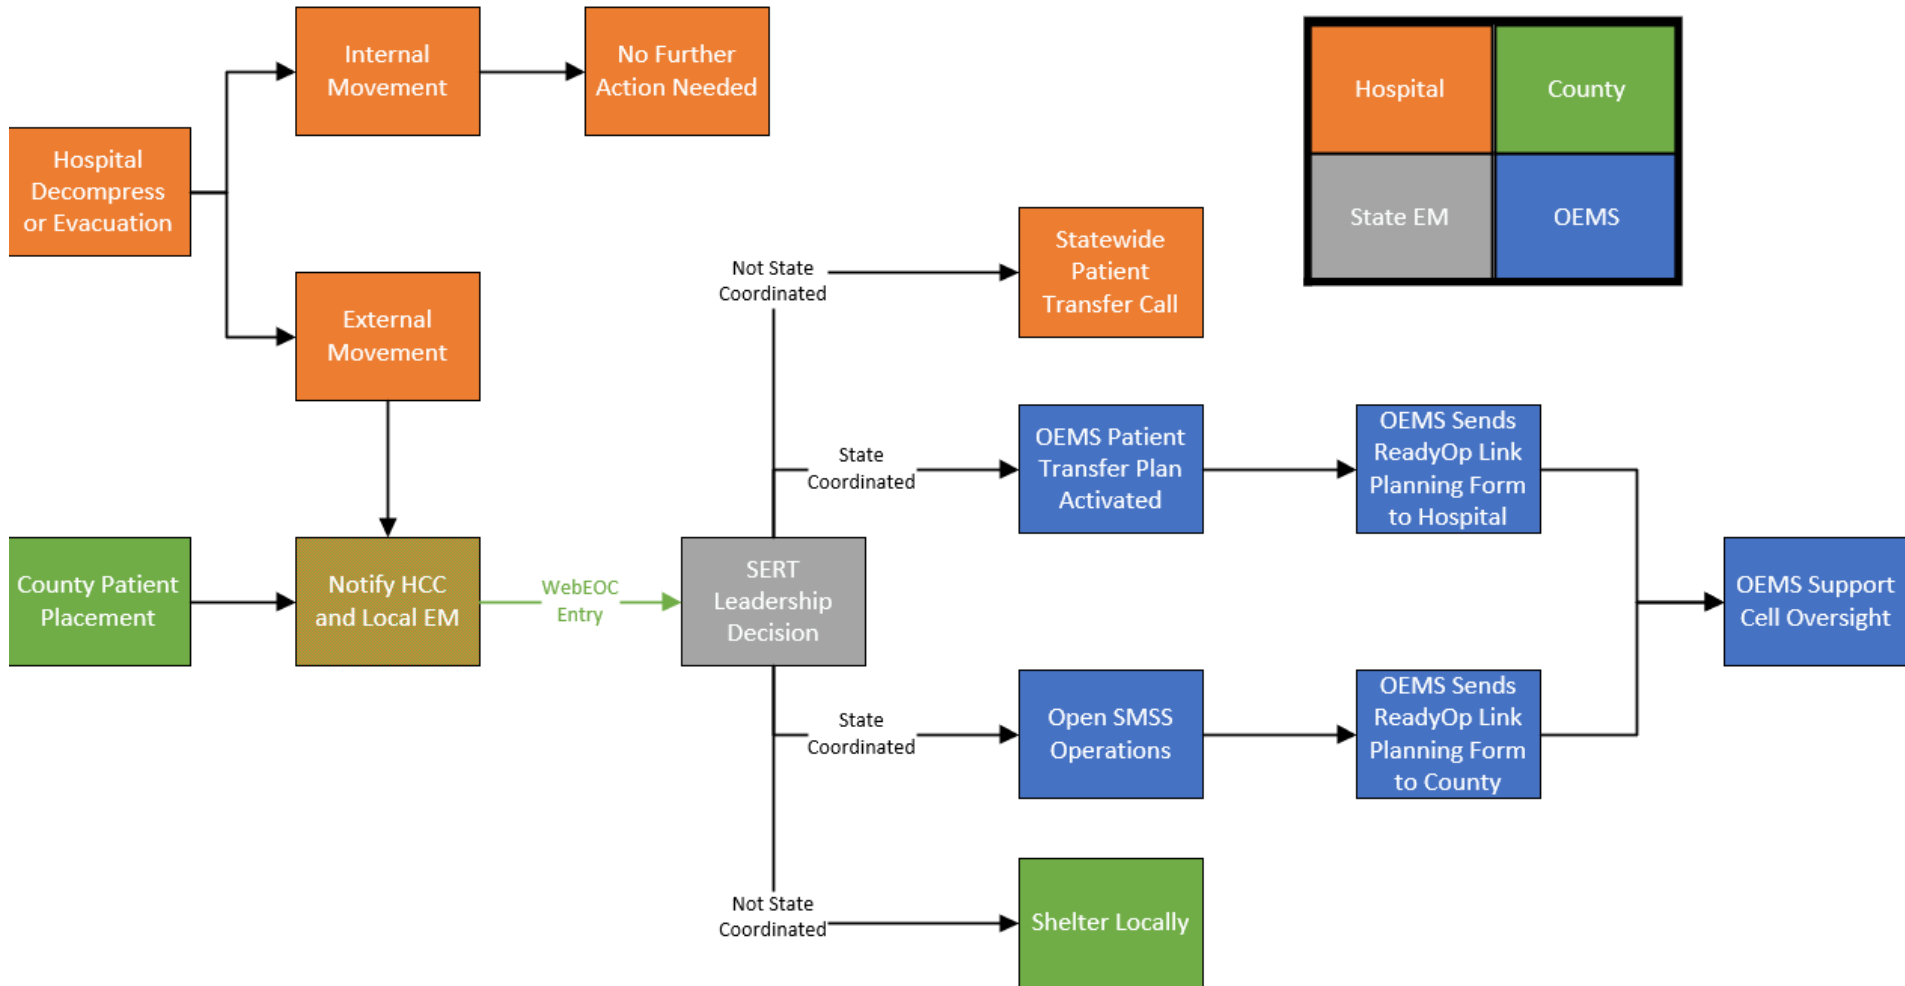 Internal
Movement
No Further
Action Needed
Hospital
County
Hospital
Decompress
or Evacuation
State EM
OEMS
Statewide
Patient
Transfer Call
Not State
Coordinated
External
Movement
State
Coordinated
OEMS Patient
Transfer Plan
Activated
OEMS Sends
ReadyOp Link
Planning Form
to Hospital
County Patient
Placement
Notify HCC
and Local EM
WebEOC
Entry
SERT
Leadership
Decision
OEMS Support
Cell Oversight
State
Coordinated
Open SMSS
Operations
OEMS Sends
ReadyOp Link
Planning Form
to County
Not State
Coordinated
Shelter Locally